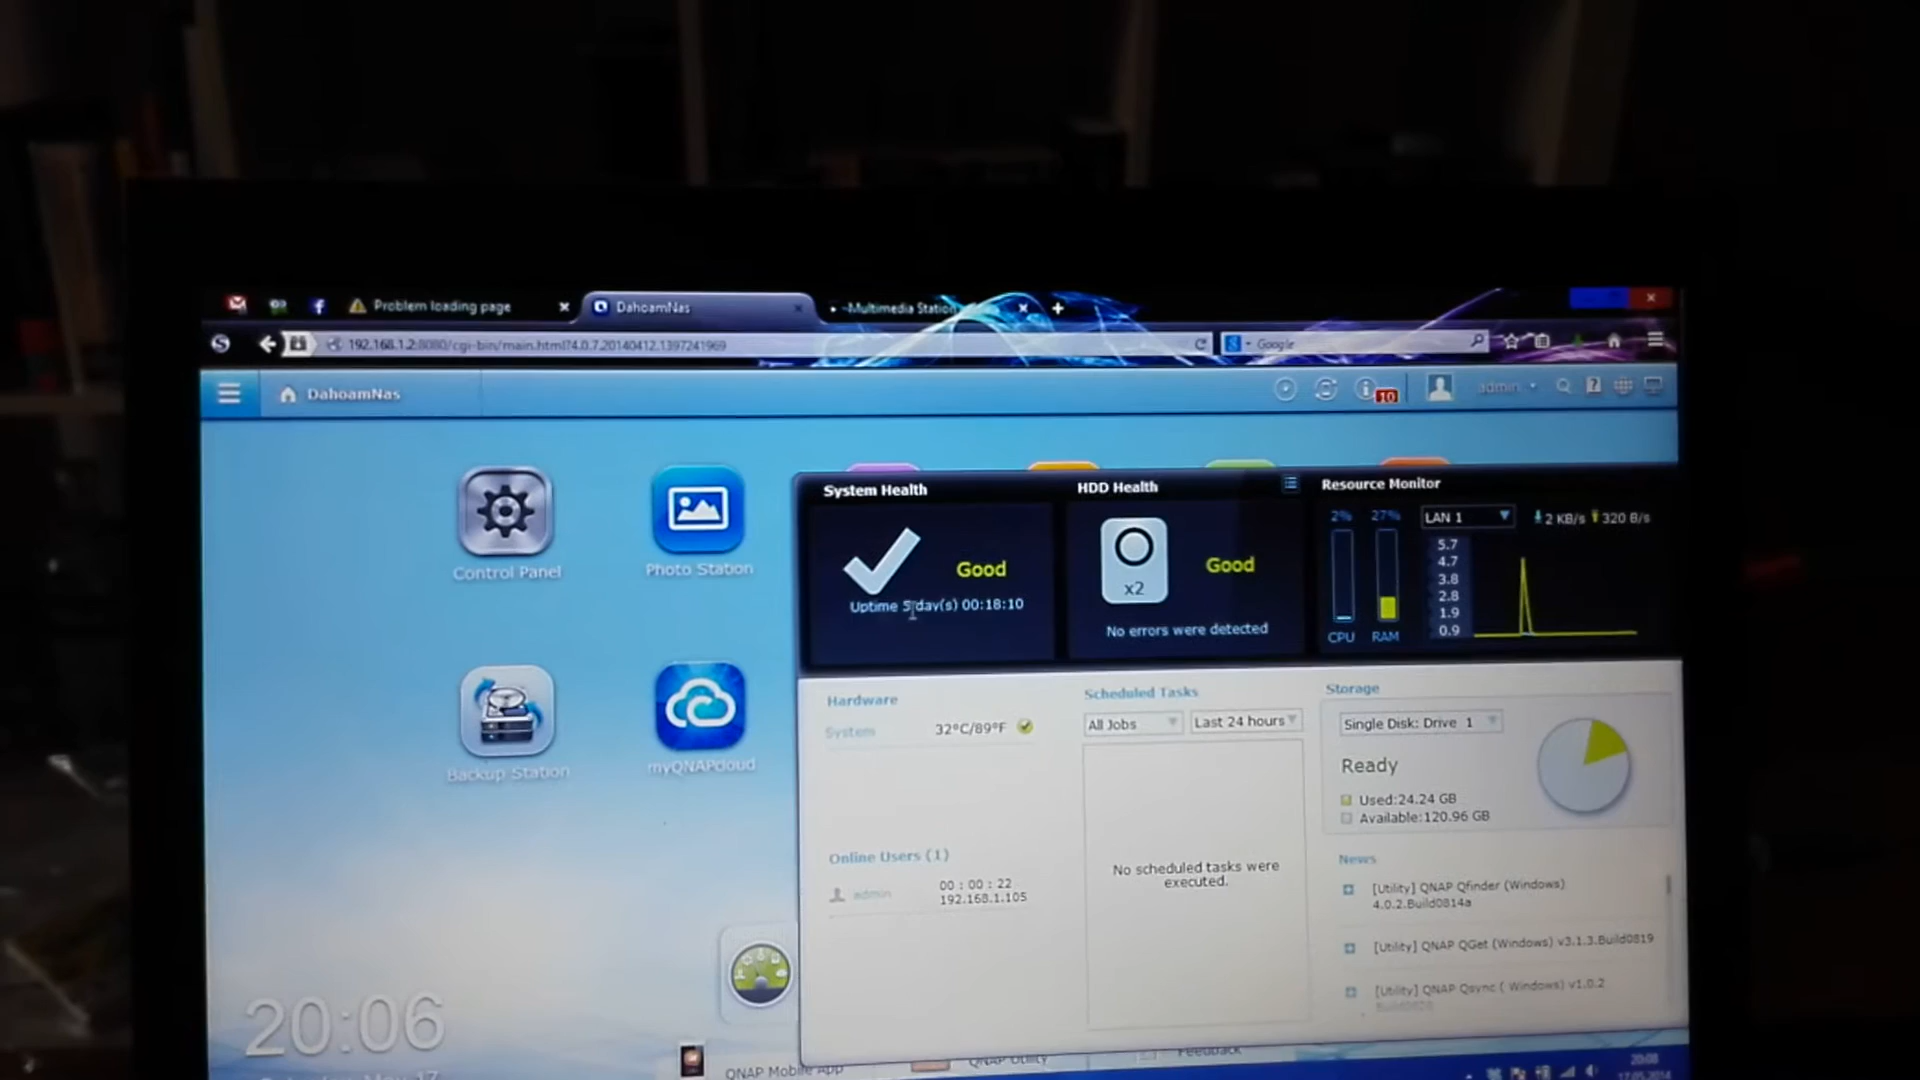 Problem loading page
DahoamNas
Multimedia Station
192.168.1.2:8080/cgi-bin/main.html?4.0.7.20140412.1397241969
Google
DahoamNas
10
admin
Control Panel
Photo Station
Backup Station
myQNAPcloud
System Health
Good
Uptime 5 day(s) 00:18:10
HDD Health
x2
Good
No errors were detected
Resource Monitor
2% 27%
LAN 1
2 KB/s 320 B/s
5.7
4.7
3.8
2.8
1.9
0.9
CPU RAM
Hardware
System 32°C/89°F
Online Users (1)
admin
00 : 00 : 22
192.168.1.105
Scheduled Tasks
All Jobs
Last 24 hours
No scheduled tasks were
executed.
Storage
Single Disk: Drive 1
Ready
Used:24.24 GB
Available:120.96 GB
News
[Utility] QNAP Qfinder (Windows)
4.0.2.Build0814a
[Utility] QNAP QGet (Windows) v3.1.3.Build0819
[Utility] QNAP Qsync ( Windows) v1.0.2
20:06
QNAP Mobile App
QNAP Utility
Feedback
20:08
17.05.2014